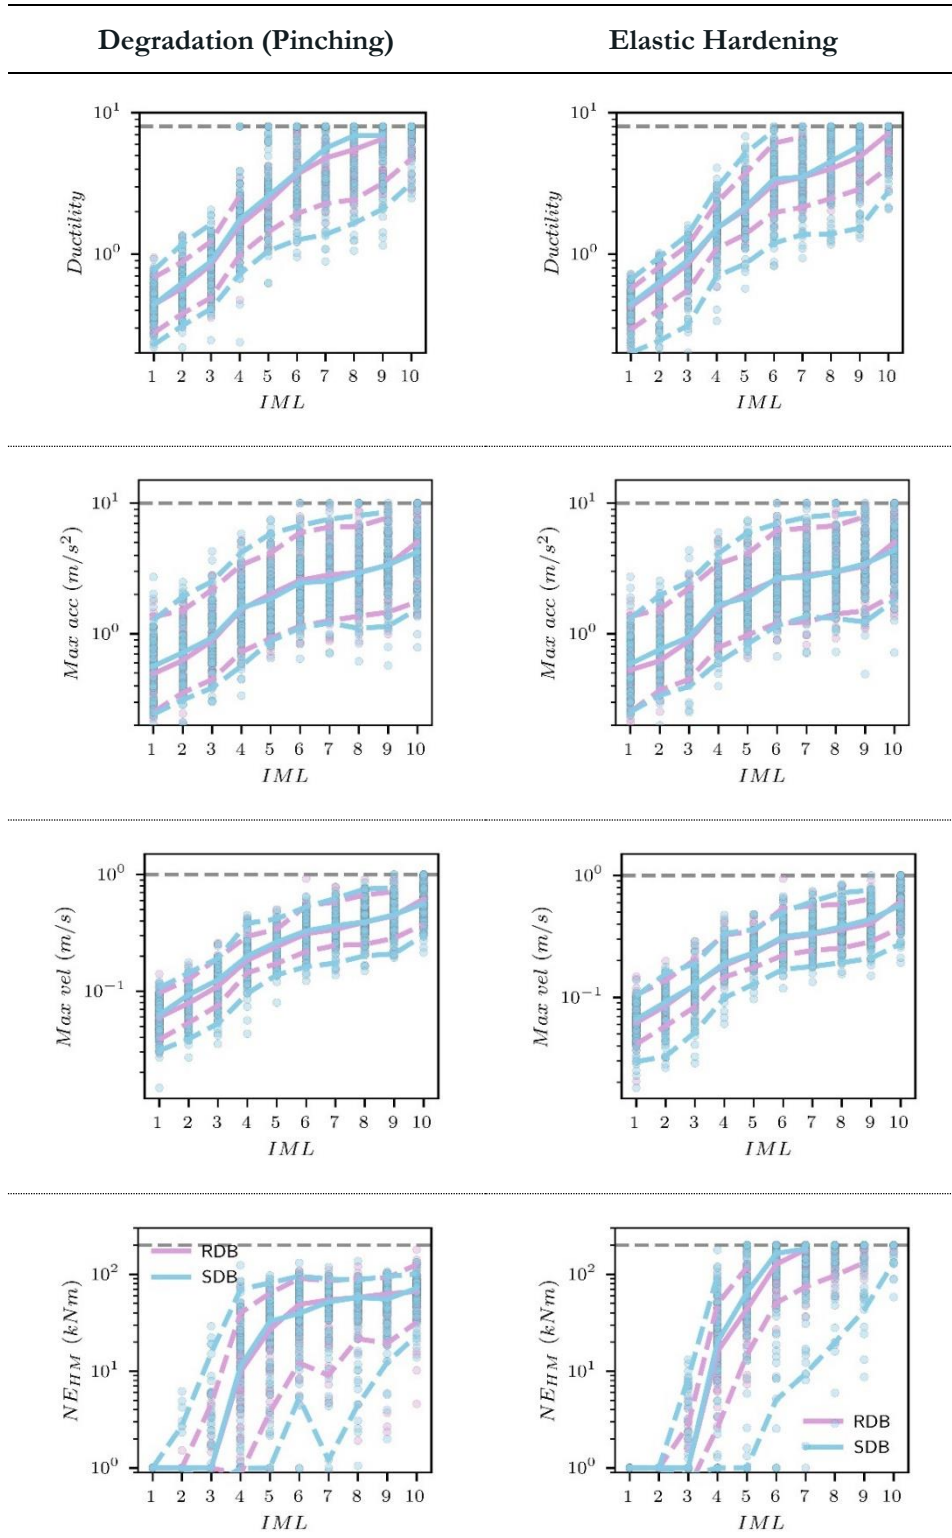 Degradation (Pinching) Elastic Hardening
10^1
10^0
Ductility
1 2 3 4 5 6 7 8 9 10
IML
10^1
10^0
Ductility
1 2 3 4 5 6 7 8 9 10
IML
10^1
10^0
Max acc (m/s^2)
1 2 3 4 5 6 7 8 9 10
IML
10^1
10^0
Max acc (m/s^2)
1 2 3 4 5 6 7 8 9 10
IML
10^0
10^−1
Max vel (m/s)
1 2 3 4 5 6 7 8 9 10
IML
10^0
10^−1
Max vel (m/s)
1 2 3 4 5 6 7 8 9 10
IML
RDB
SDB
10^2
10^1
10^0
NE_HM (kNm)
1 2 3 4 5 6 7 8 9 10
IML
10^2
10^1
10^0
NE_HM (kNm)
RDB
SDB
1 2 3 4 5 6 7 8 9 10
IML